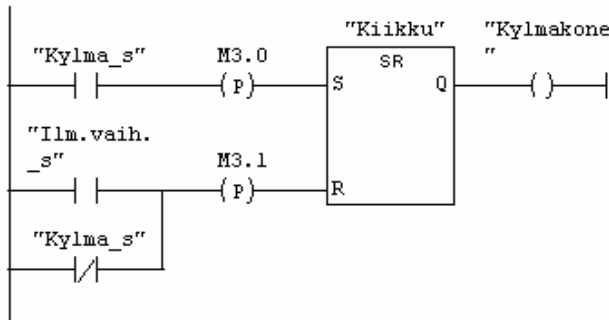 "Kiikku"
"Kylmakone
"
"Kylma_s"
M3.0
SR
(P)
S
Q
( )
"Ilm.vaih.
_s"
M3.1
(P)
R
"Kylma_s"